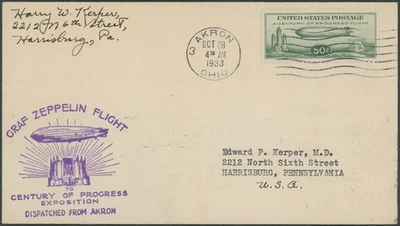 Harry W. Kerper,
2212 N 6th Street,
Harrisburg, Pa.
AKRON
OCT 28
4 AM
1933
OHIO
UNITED STATES POSTAGE
A CENTURY OF PROGRESS FLIGHT
50c
GRAF ZEPPELIN FLIGHT
TO
CENTURY OF PROGRESS
EXPOSITION
DISPATCHED FROM AKRON
Edward P. Kerper, M.D.
2212 North Sixth Street
HARRISBURG, PENNSYLVANIA
U.S.A.